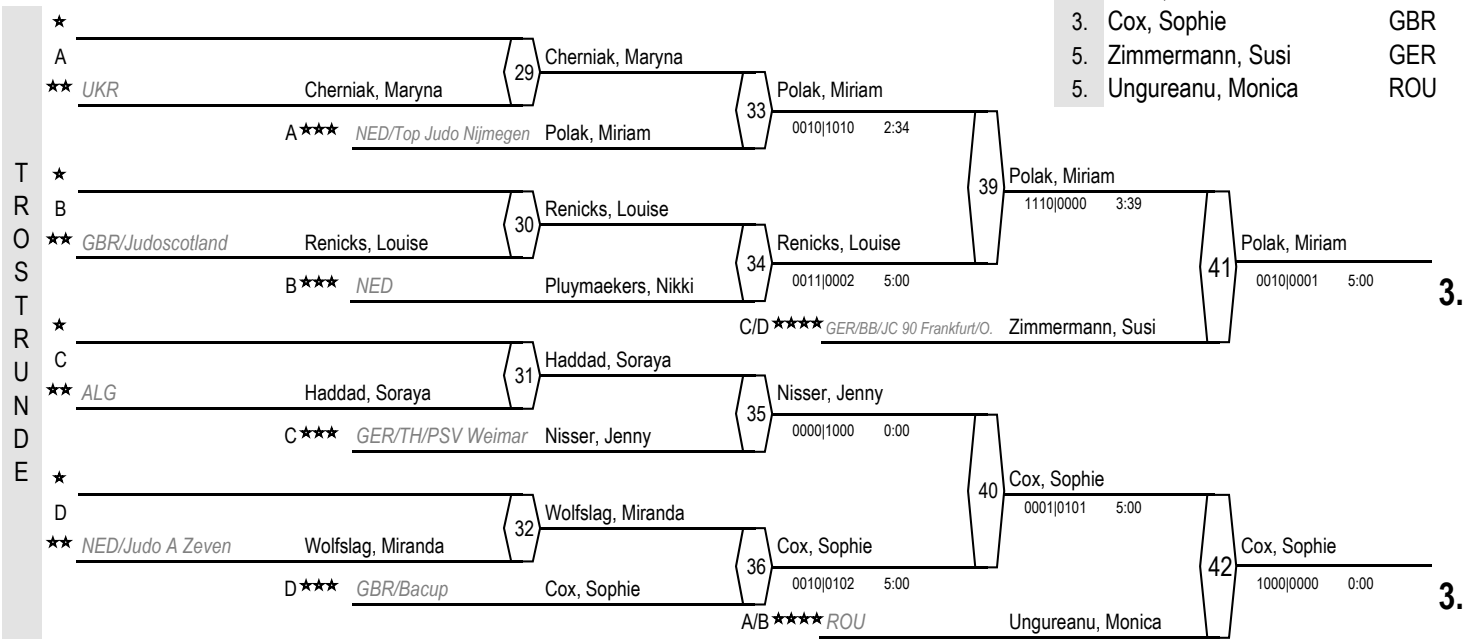 3. Cox, Sophie GBR
5. Zimmermann, Susi GER
5. Ungureanu, Monica ROU
TROSTRUNDE
A
UKR Cherniak, Maryna
29 Cherniak, Maryna
A NED/Top Judo Nijmegen Polak, Miriam
33 Polak, Miriam
0010|1010 2:34
B
GBR/Judoscotland Renicks, Louise
30 Renicks, Louise
B NED Pluymaekers, Nikki
34 Renicks, Louise
0011|0002 5:00
39 Polak, Miriam
1110|0000 3:39
C/D GER/BB/JC 90 Frankfurt/O. Zimmermann, Susi
41 Polak, Miriam
0010|0001 5:00
3.
C
ALG Haddad, Soraya
31 Haddad, Soraya
C GER/TH/PSV Weimar Nisser, Jenny
35 Nisser, Jenny
0000|1000 0:00
D
NED/Judo A Zeven Wolfslag, Miranda
32 Wolfslag, Miranda
D GBR/Bacup Cox, Sophie
36 Cox, Sophie
0010|0102 5:00
40 Cox, Sophie
0001|0101 5:00
A/B ROU Ungureanu, Monica
42 Cox, Sophie
1000|0000 0:00
3.